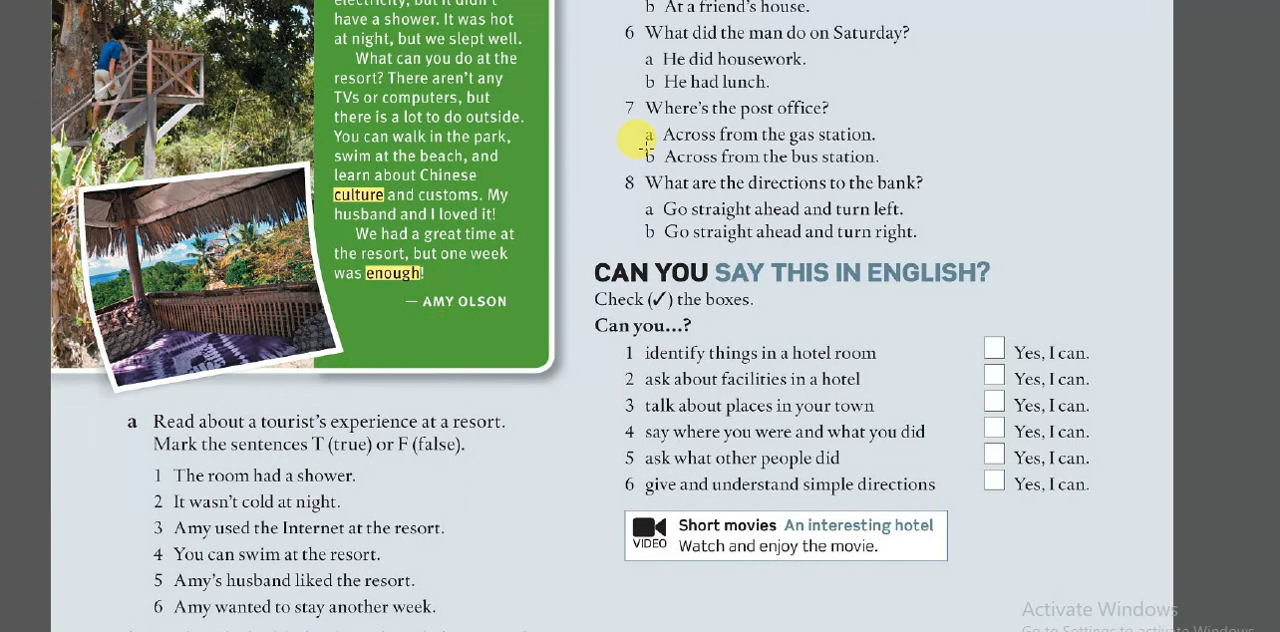 electricity, but it didn't
have a shower. It was hot
at night, but we slept well.
What can you do at the
resort? There aren't any
TVs or computers, but
there is a lot to do outside.
You can walk in the park,
swim at the beach, and
learn about Chinese
culture and customs. My
husband and I loved it!
We had a great time at
the resort, but one week
was enough!
— AMY OLSON
a Read about a tourist's experience at a resort.
Mark the sentences T (true) or F (false).
1 The room had a shower.
2 It wasn't cold at night.
3 Amy used the Internet at the resort.
4 You can swim at the resort.
5 Amy's husband liked the resort.
6 Amy wanted to stay another week.
b At a friend's house.
6 What did the man do on Saturday?
a He did housework.
b He had lunch.
7 Where's the post office?
a Across from the gas station.
b Across from the bus station.
8 What are the directions to the bank?
a Go straight ahead and turn left.
b Go straight ahead and turn right.
CAN YOU SAY THIS IN ENGLISH?
Check (✓) the boxes.
Can you...?
1 identify things in a hotel room Yes, I can.
2 ask about facilities in a hotel Yes, I can.
3 talk about places in your town Yes, I can.
4 say where you were and what you did Yes, I can.
5 ask what other people did Yes, I can.
6 give and understand simple directions Yes, I can.
VIDEO
Short movies An interesting hotel
Watch and enjoy the movie.
Activate Windows
Go to Settings to activate Windows